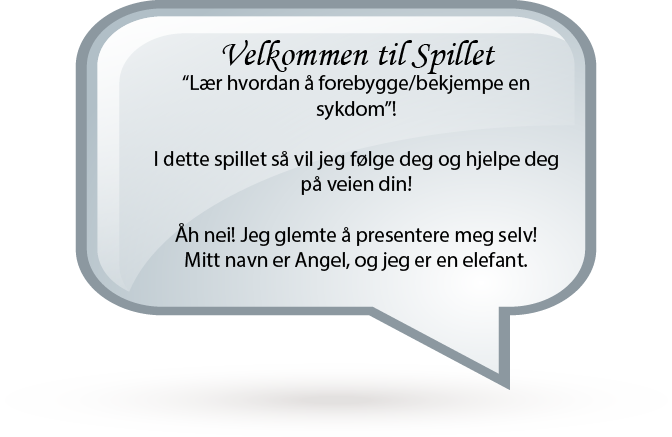 Velkommen til Spillet
“Lær hvordan å forebygge/bekjempe en
sykdom”!
I dette spillet så vil jeg følge deg og hjelpe deg
på veien din!
Åh nei! Jeg glemte å presentere meg selv!
Mitt navn er Angel, og jeg er en elefant.